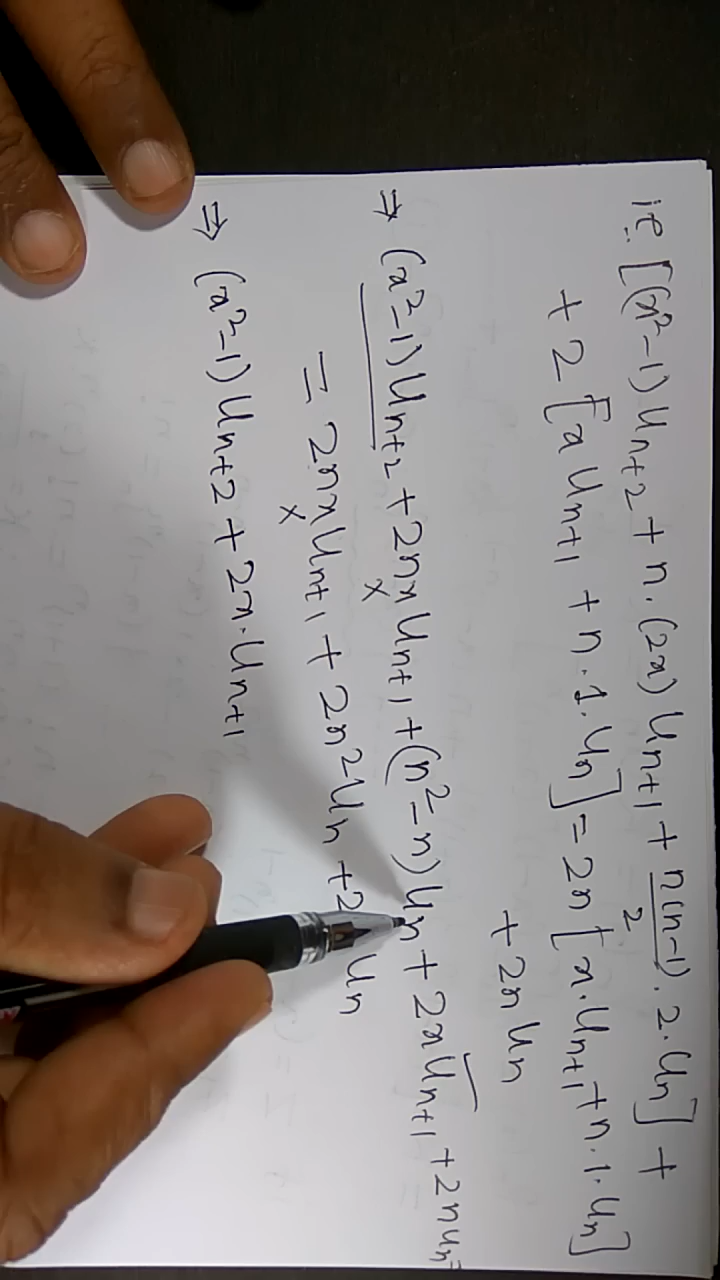 ie. [(x²-1) Un+2 + n.(2x) Un+1 + n(n-1)/2 . 2. Un] +
+ 2 [x Un+1 + n.1.Un] = 2n [x.Un+1 + n.1.Un]
+ 2n Un
⇒ (x²-1) Un+2 + 2nx Un+1 + (n²-n) Un + 2x Un+1 + 2n Un
= 2nx Un+1 + 2n² Un + 2 Un
⇒ (x²-1) Un+2 + 2x. Un+1